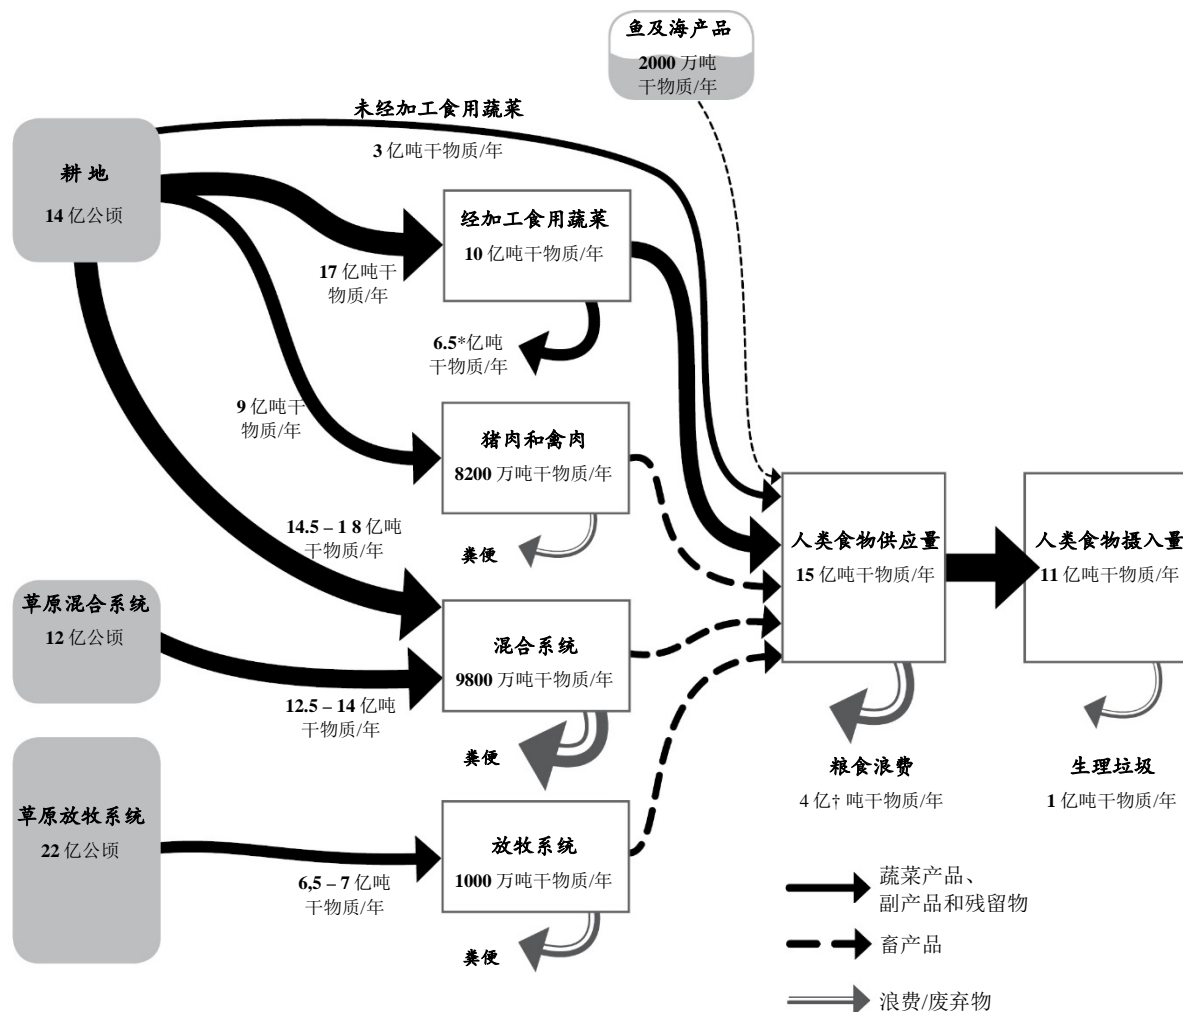 鱼及海产品
2000 万吨
干物质/年
未经加工食用蔬菜
3 亿吨干物质/年
耕 地
14 亿公顷
经加工食用蔬菜
10 亿吨干物质/年
17 亿吨干
物质/年
6.5*亿吨
干物质/年
9 亿吨干
物质/年
猪肉和禽肉
8200 万吨干物质/年
粪便
14.5 – 1 8 亿吨
干物质/年
人类食物供应量
15 亿吨干物质/年
人类食物摄入量
11 亿吨干物质/年
草原混合系统
12 亿公顷
混合系统
9800 万吨干物质/年
12.5 – 14 亿吨
干物质/年
粪便
粮食浪费
4 亿† 吨干物质/年
生理垃圾
1 亿吨干物质/年
草原放牧系统
22 亿公顷
放牧系统
1000 万吨干物质/年
6,5 – 7 亿吨
干物质/年
粪便
蔬菜产品、
副产品和残留物
畜产品
浪费/废弃物